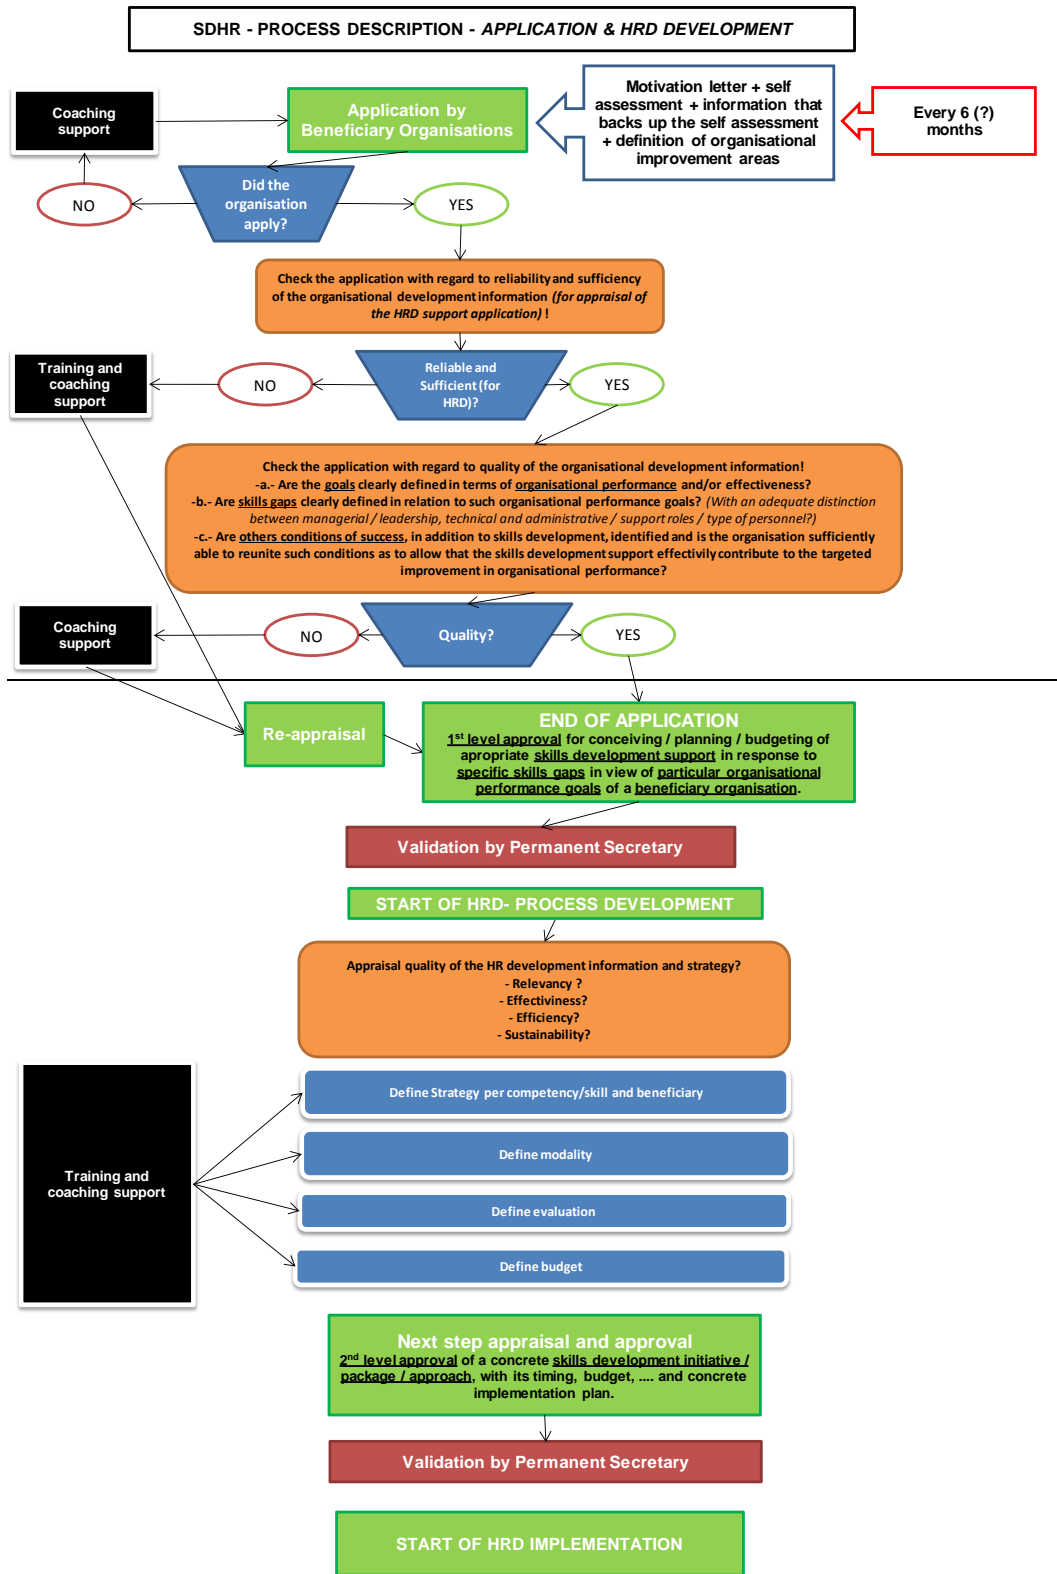 SDHR - PROCESS DESCRIPTION - APPLICATION & HRD DEVELOPMENT
Coaching
support
Application by
Beneficiary Organisations
Motivation letter + self
assessment + information that
backs up the self assessment
+ definition of organisational
improvement areas
Every 6 (?)
months
NO
Did the
organisation
apply?
YES
Check the application with regard to reliability and sufficiency
of the organisational development information (for appraisal of
the HRD support application) !
Training and
coaching
support
NO
Reliable and
Sufficient (for
HRD)?
YES
Check the application with regard to quality of the organisational development information!
-a.- Are the goals clearly defined in terms of organisational performance and/or effectiveness?
-b.- Are skills gaps clearly defined in relation to such organisational performance goals? (With an adequate distinction
between managerial / leadership, technical and administrative / support roles / type of personnel?)
-c.- Are others conditions of success, in addition to skills development, identified and is the organisation sufficiently
able to reunite such conditions as to allow that the skills development support effectivily contribute to the targeted
improvement in organisational performance?
Coaching
support
NO
Quality?
YES
Re-appraisal
END OF APPLICATION
1st level approval for conceiving / planning / budgeting of
apropriate skills development support in response to
specific skills gaps in view of particular organisational
performance goals of a beneficiary organisation.
Validation by Permanent Secretary
START OF HRD- PROCESS DEVELOPMENT
Appraisal quality of the HR development information and strategy?
- Relevancy ?
- Effectiviness?
- Efficiency?
- Sustainability?
Training and
coaching support
Define Strategy per competency/skill and beneficiary
Define modality
Define evaluation
Define budget
Next step appraisal and approval
2nd level approval of a concrete skills development initiative /
package / approach, with its timing, budget, .... and concrete
implementation plan.
Validation by Permanent Secretary
START OF HRD IMPLEMENTATION